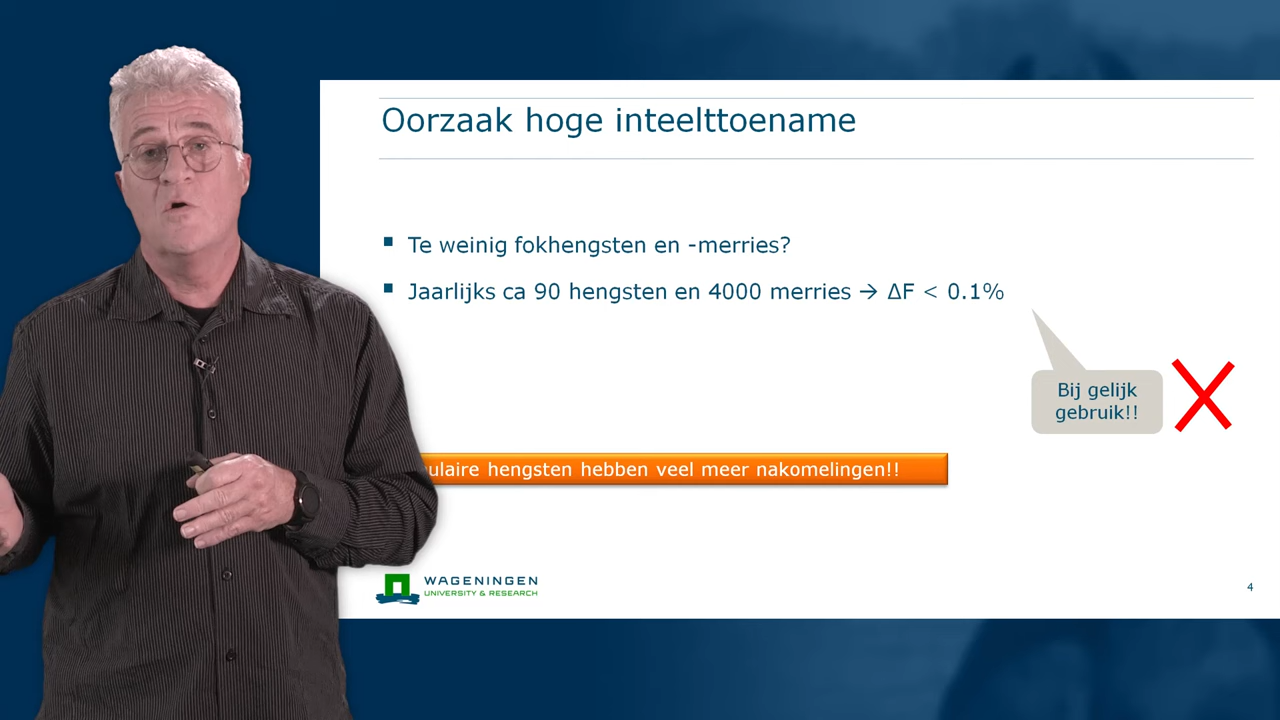 Oorzaak hoge inteelttoename
▪ Te weinig fokhengsten en -merries?
▪ Jaarlijks ca 90 hengsten en 4000 merries → ΔF < 0.1%
Bij gelijk
gebruik!!
ulaire hengsten hebben veel meer nakomelingen!!
WAGENINGEN
UNIVERSITY & RESEARCH
4